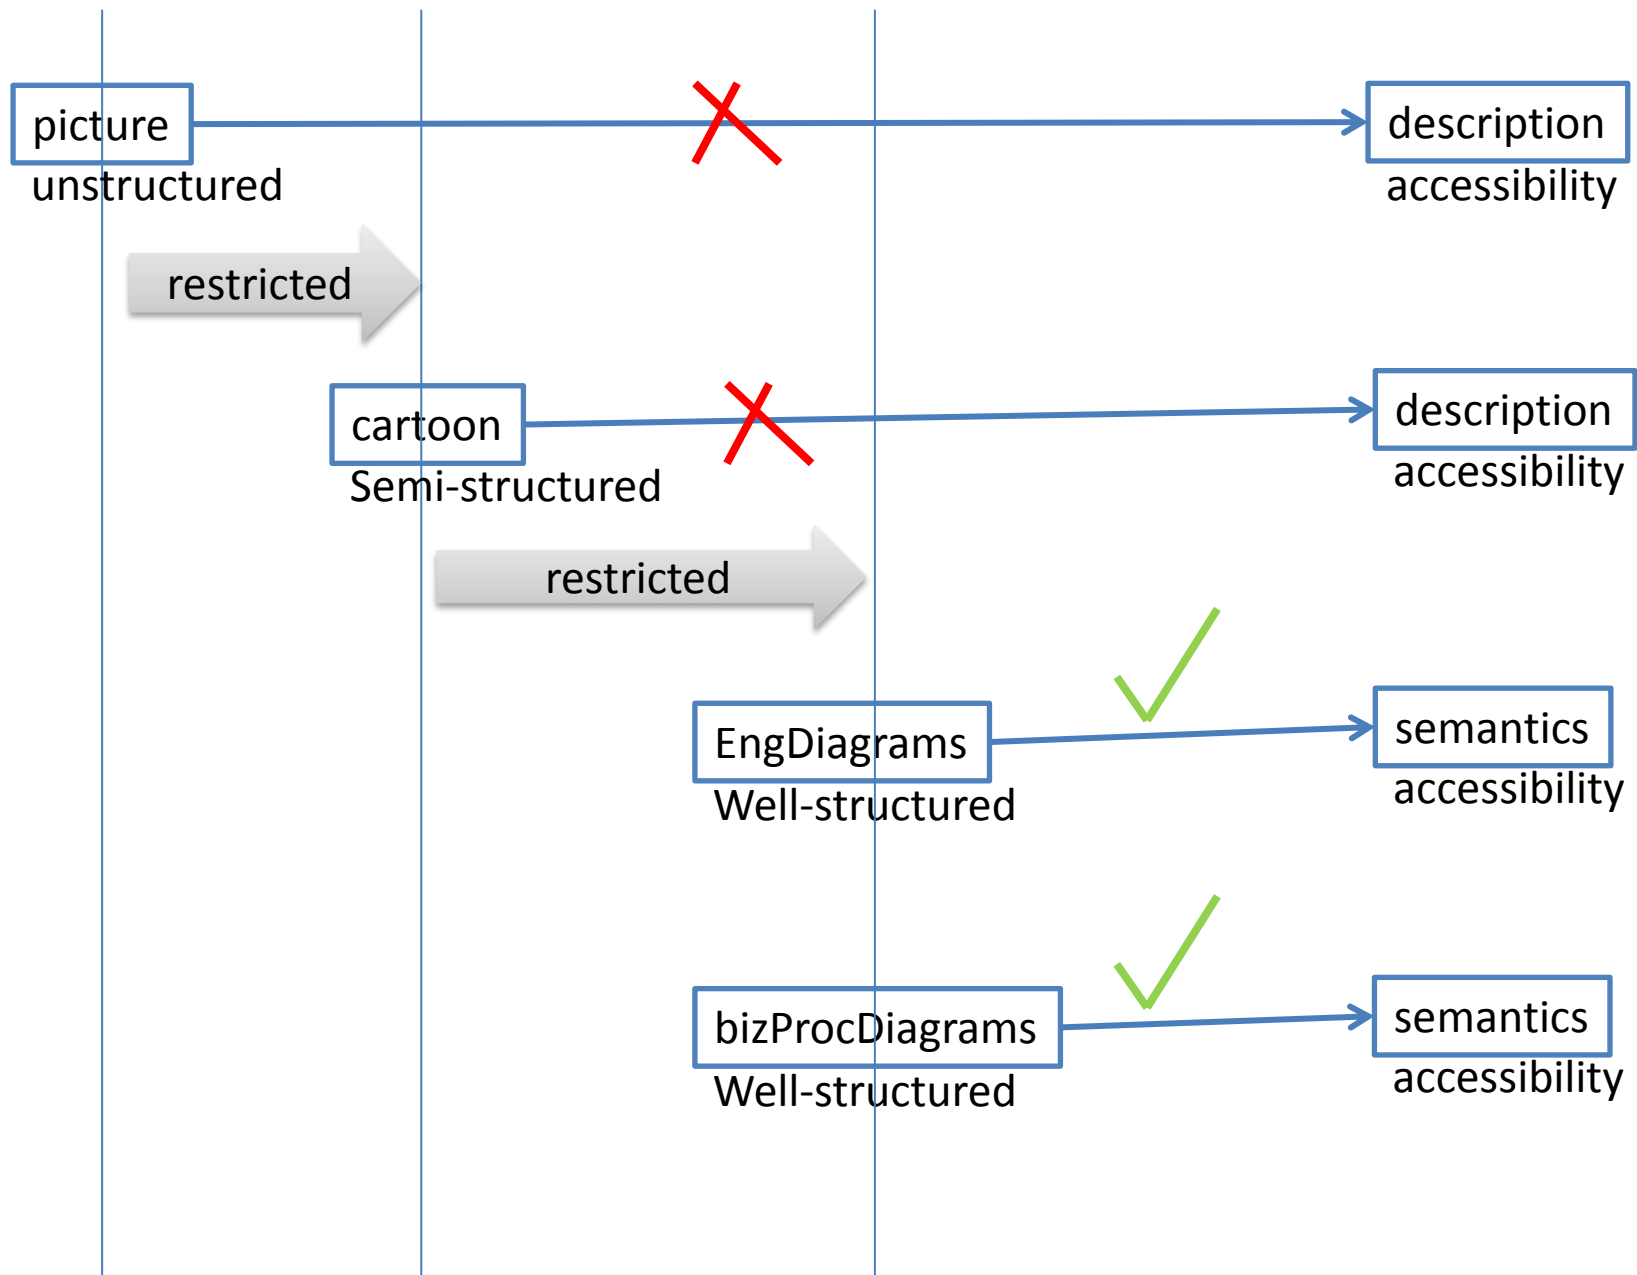 picture
description
unstructured
accessibility
restricted
cartoon
description
Semi-structured
accessibility
restricted
EngDiagrams
semantics
Well-structured
accessibility
bizProcDiagrams
semantics
Well-structured
accessibility